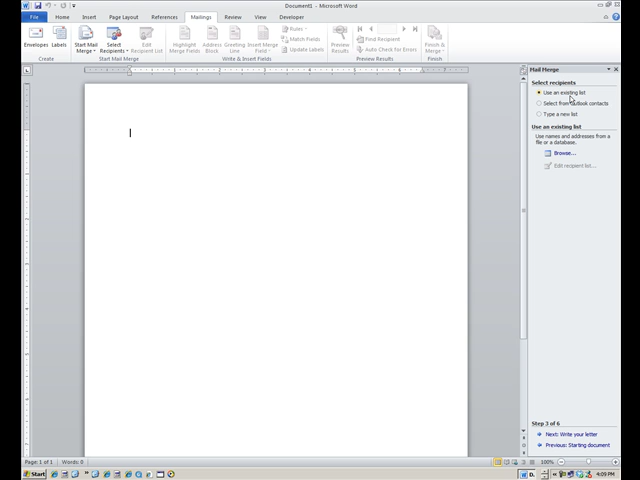 Document1 - Microsoft Word
File Home Insert Page Layout References Mailings Review View Developer
Envelopes Labels Start Mail Merge Select Recipients Edit Recipient List Highlight Merge Fields Address Block Greeting Line Insert Merge Field Rules Match Fields Update Labels Preview Results Find Recipient Auto Check for Errors Finish & Merge
Create Start Mail Merge Write & Insert Fields Preview Results Finish
Mail Merge
Select recipients
Use an existing list
Select from Outlook contacts
Type a new list
Use an existing list
Use names and addresses from a
file or a database.
Browse...
Edit recipient list...
Step 3 of 6
Next: Write your letter
Previous: Starting document
Page 1 of 1 Words: 0 100%
Start D. 4:09 PM